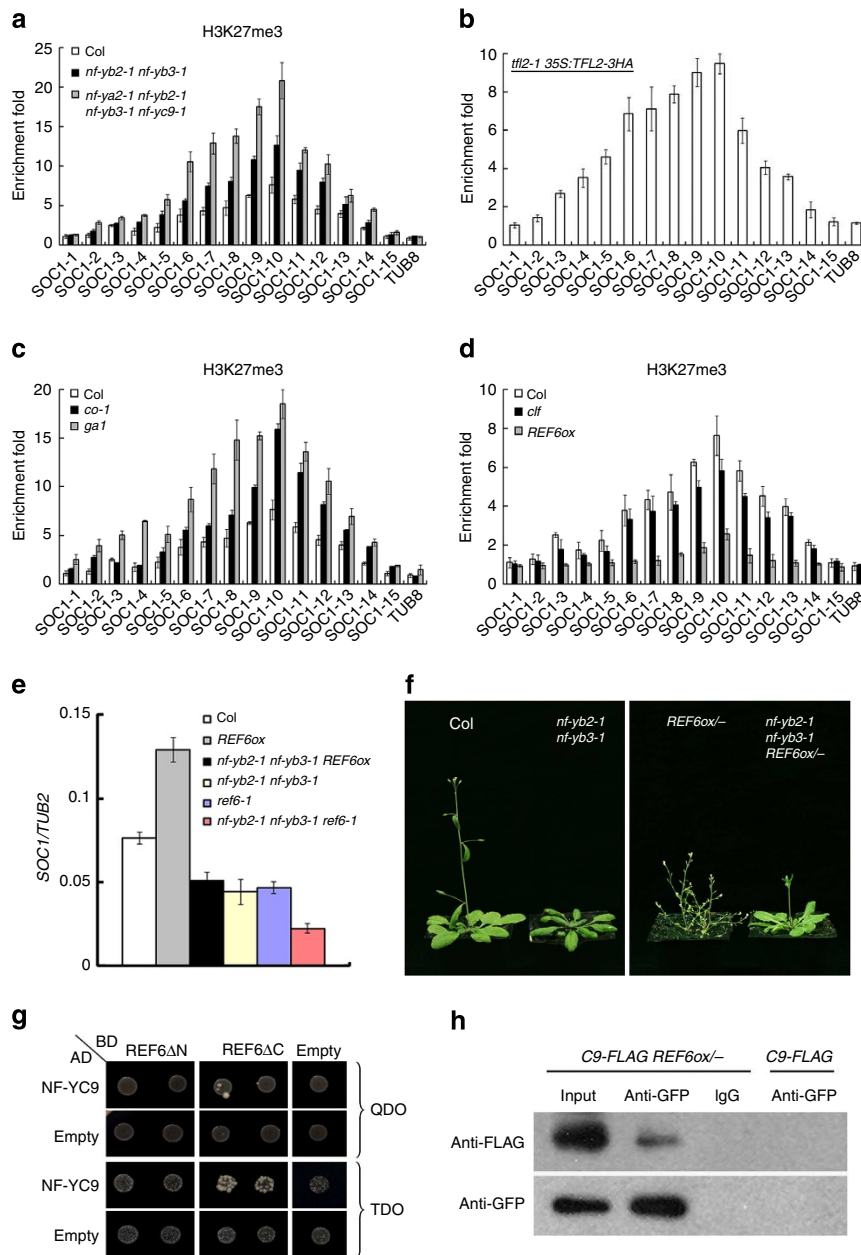 a
H3K27me3
Enrichment fold
25
20
15
10
5
0
Col
nf-yb2-1 nf-yb3-1
nf-ya2-1 nf-yb2-1
nf-yb3-1 nf-yc9-1
SOC1-1
SOC1-2
SOC1-3
SOC1-4
SOC1-5
SOC1-6
SOC1-7
SOC1-8
SOC1-9
SOC1-10
SOC1-11
SOC1-12
SOC1-13
SOC1-14
SOC1-15
TUB8
b
tfl2-1 35S:TFL2-3HA
Enrichment fold
10
8
6
4
2
0
SOC1-1
SOC1-2
SOC1-3
SOC1-4
SOC1-5
SOC1-6
SOC1-7
SOC1-8
SOC1-9
SOC1-10
SOC1-11
SOC1-12
SOC1-13
SOC1-14
SOC1-15
TUB8
c
H3K27me3
Enrichment fold
20
15
10
5
0
Col
co-1
ga1
SOC1-1
SOC1-2
SOC1-3
SOC1-4
SOC1-5
SOC1-6
SOC1-7
SOC1-8
SOC1-9
SOC1-10
SOC1-11
SOC1-12
SOC1-13
SOC1-14
SOC1-15
TUB8
d
H3K27me3
Enrichment fold
10
8
6
4
2
0
Col
clf
REF6ox
SOC1-1
SOC1-2
SOC1-3
SOC1-4
SOC1-5
SOC1-6
SOC1-7
SOC1-8
SOC1-9
SOC1-10
SOC1-11
SOC1-12
SOC1-13
SOC1-14
SOC1-15
TUB8
e
SOC1/TUB2
0.15
0.1
0.05
0
Col
REF6ox
nf-yb2-1 nf-yb3-1 REF6ox
nf-yb2-1 nf-yb3-1
ref6-1
nf-yb2-1 nf-yb3-1 ref6-1
f
Col
nf-yb2-1
nf-yb3-1
REF6ox/–
nf-yb2-1
nf-yb3-1
REF6ox/–
g
BD
AD
REF6ΔN
REF6ΔC
Empty
NF-YC9
Empty
QDO
NF-YC9
Empty
TDO
h
C9-FLAG REF6ox/–
C9-FLAG
Input
Anti-GFP
IgG
Anti-GFP
Anti-FLAG
Anti-GFP